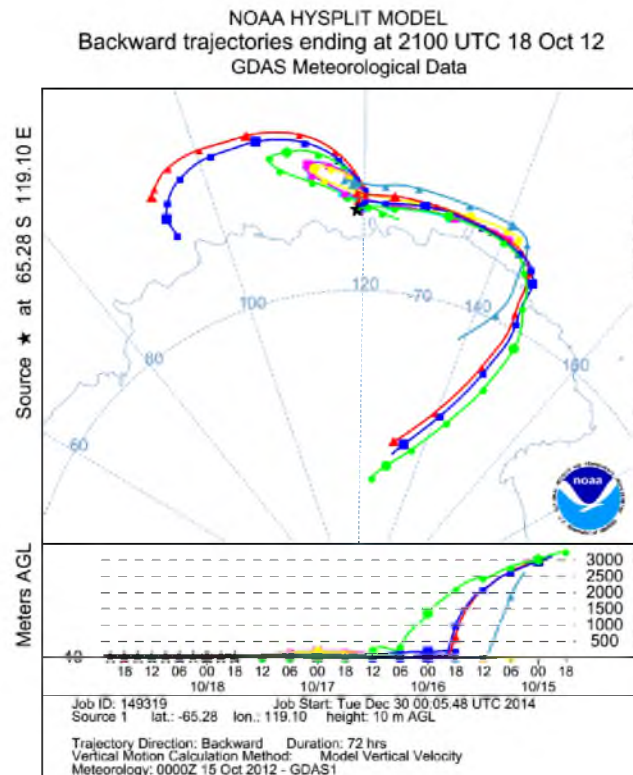 NOAA HYSPLIT MODEL
Backward trajectories ending at 2100 UTC 18 Oct 12
GDAS Meteorological Data
Source ★ at 65.28 S 119.10 E
60
80
100
120
-70
140
160
noaa
Meters AGL
3000
2500
2000
1500
1000
500
10
18 12 06 00 18 12 06 00 18 12 06 00 18 12 06 00 18
10/18 10/17 10/16 10/15
Job ID: 149319 Job Start: Tue Dec 30 00:05:48 UTC 2014
Source 1 lat.: -65.28 lon.: 119.10 height: 10 m AGL
Trajectory Direction: Backward Duration: 72 hrs
Vertical Motion Calculation Method: Model Vertical Velocity
Meteorology: 0000Z 15 Oct 2012 - GDAS1